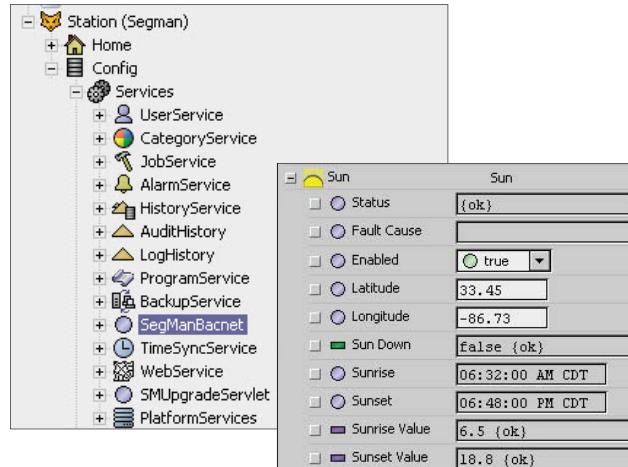 Station (Segman)
Home
Config
Services
UserService
CategoryService
JobService
AlarmService
HistoryService
AuditHistory
LogHistory
ProgramService
BackupService
SegManBacnet
TimeSyncService
WebService
SMUpgradeServlet
PlatformServices
Sun Sun
Status {ok}
Fault Cause
Enabled true
Latitude 33.45
Longitude -86.73
Sun Down false {ok}
Sunrise 06:32:00 AM CDT
Sunset 06:48:00 PM CDT
Sunrise Value 6.5 {ok}
Sunset Value 18.8 {ok}